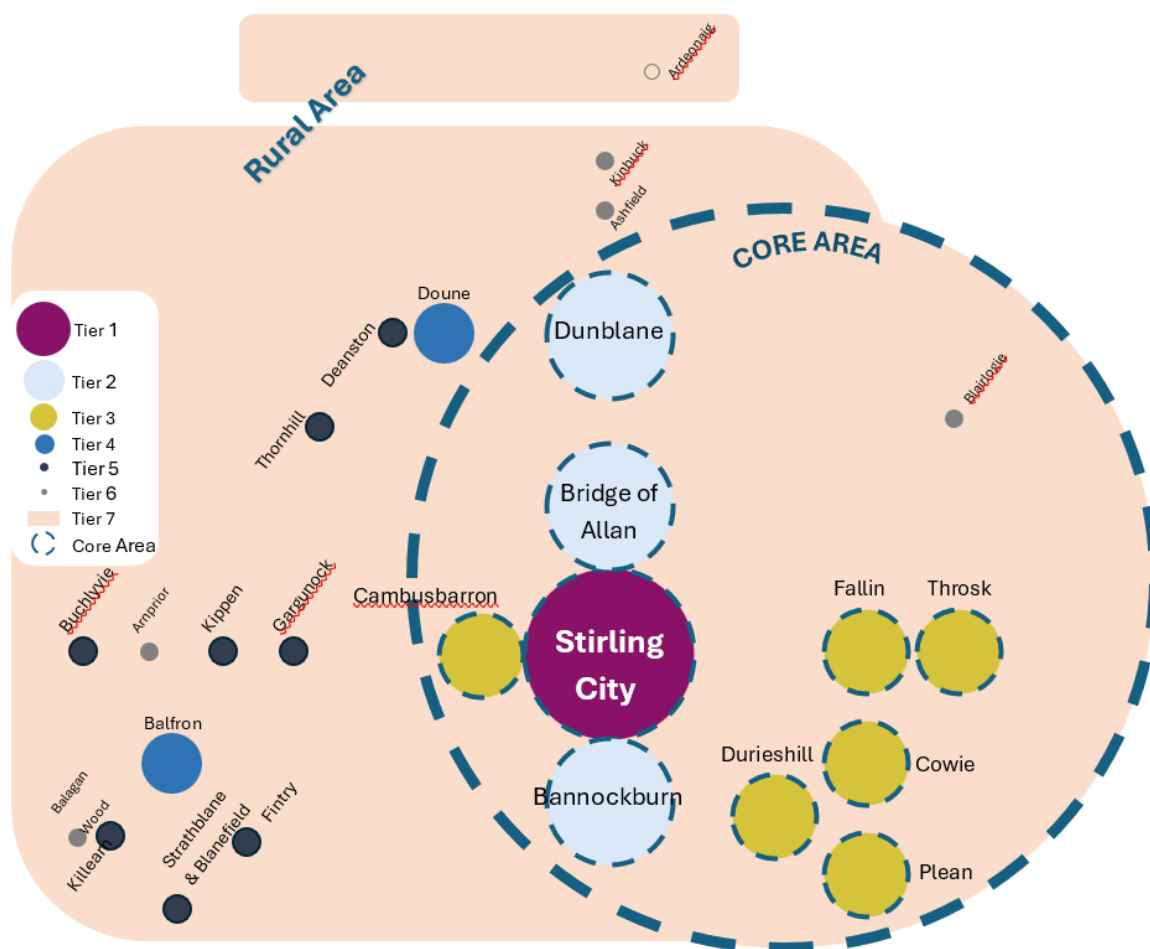 Ardeonaig
Rural Area
Kinbuck
Ashfield
CORE AREA
Doune
Dunblane
Deanston
Tier 1
Tier 2
Tier 3
Tier 4
Tier 5
Tier 6
Tier 7
Core Area
Blairlogie
Thornhill
Bridge of
Allan
Buchlyvie
Arnprior
Kippen
Gargunock
Cambusbarron
Fallin
Throsk
Stirling
City
Balfron
Durieshill
Cowie
Bannockburn
Balagan
Wood
Killearn
Strathblane
& Blanefield
Fintry
Plean